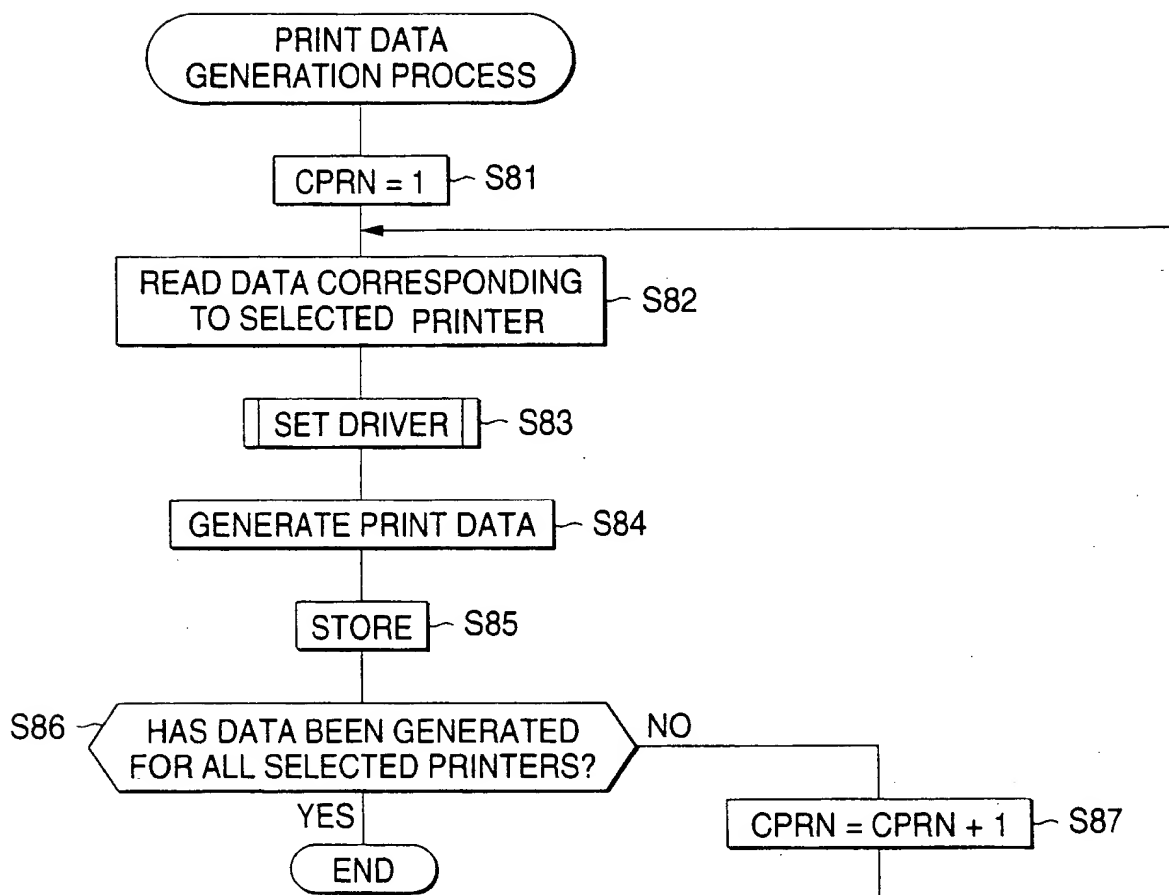 PRINT DATA
GENERATION PROCESS
CPRN = 1
S81
READ DATA CORRESPONDING
TO SELECTED PRINTER
S82
SET DRIVER
S83
GENERATE PRINT DATA
S84
STORE
S85
S86
HAS DATA BEEN GENERATED
FOR ALL SELECTED PRINTERS?
NO
YES
CPRN = CPRN + 1
S87
END